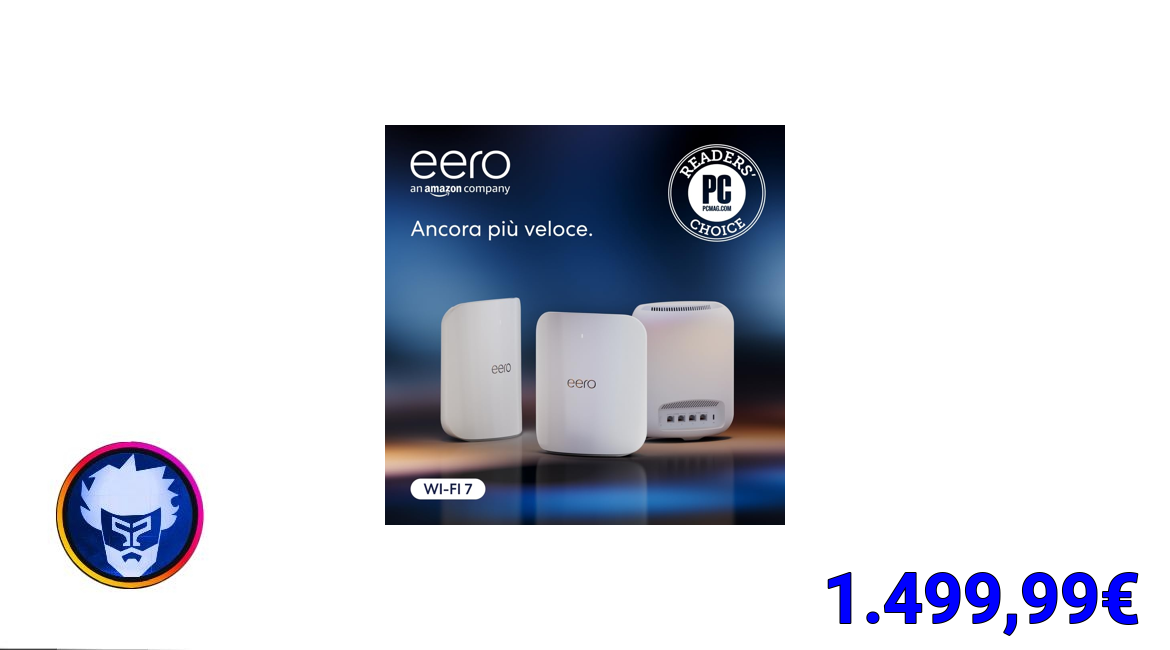 eero
an amazon company
Ancora più veloce.
READERS'
PC
PCMAG.COM
CHOICE
eero
eero
WI-FI 7
1.499,99€